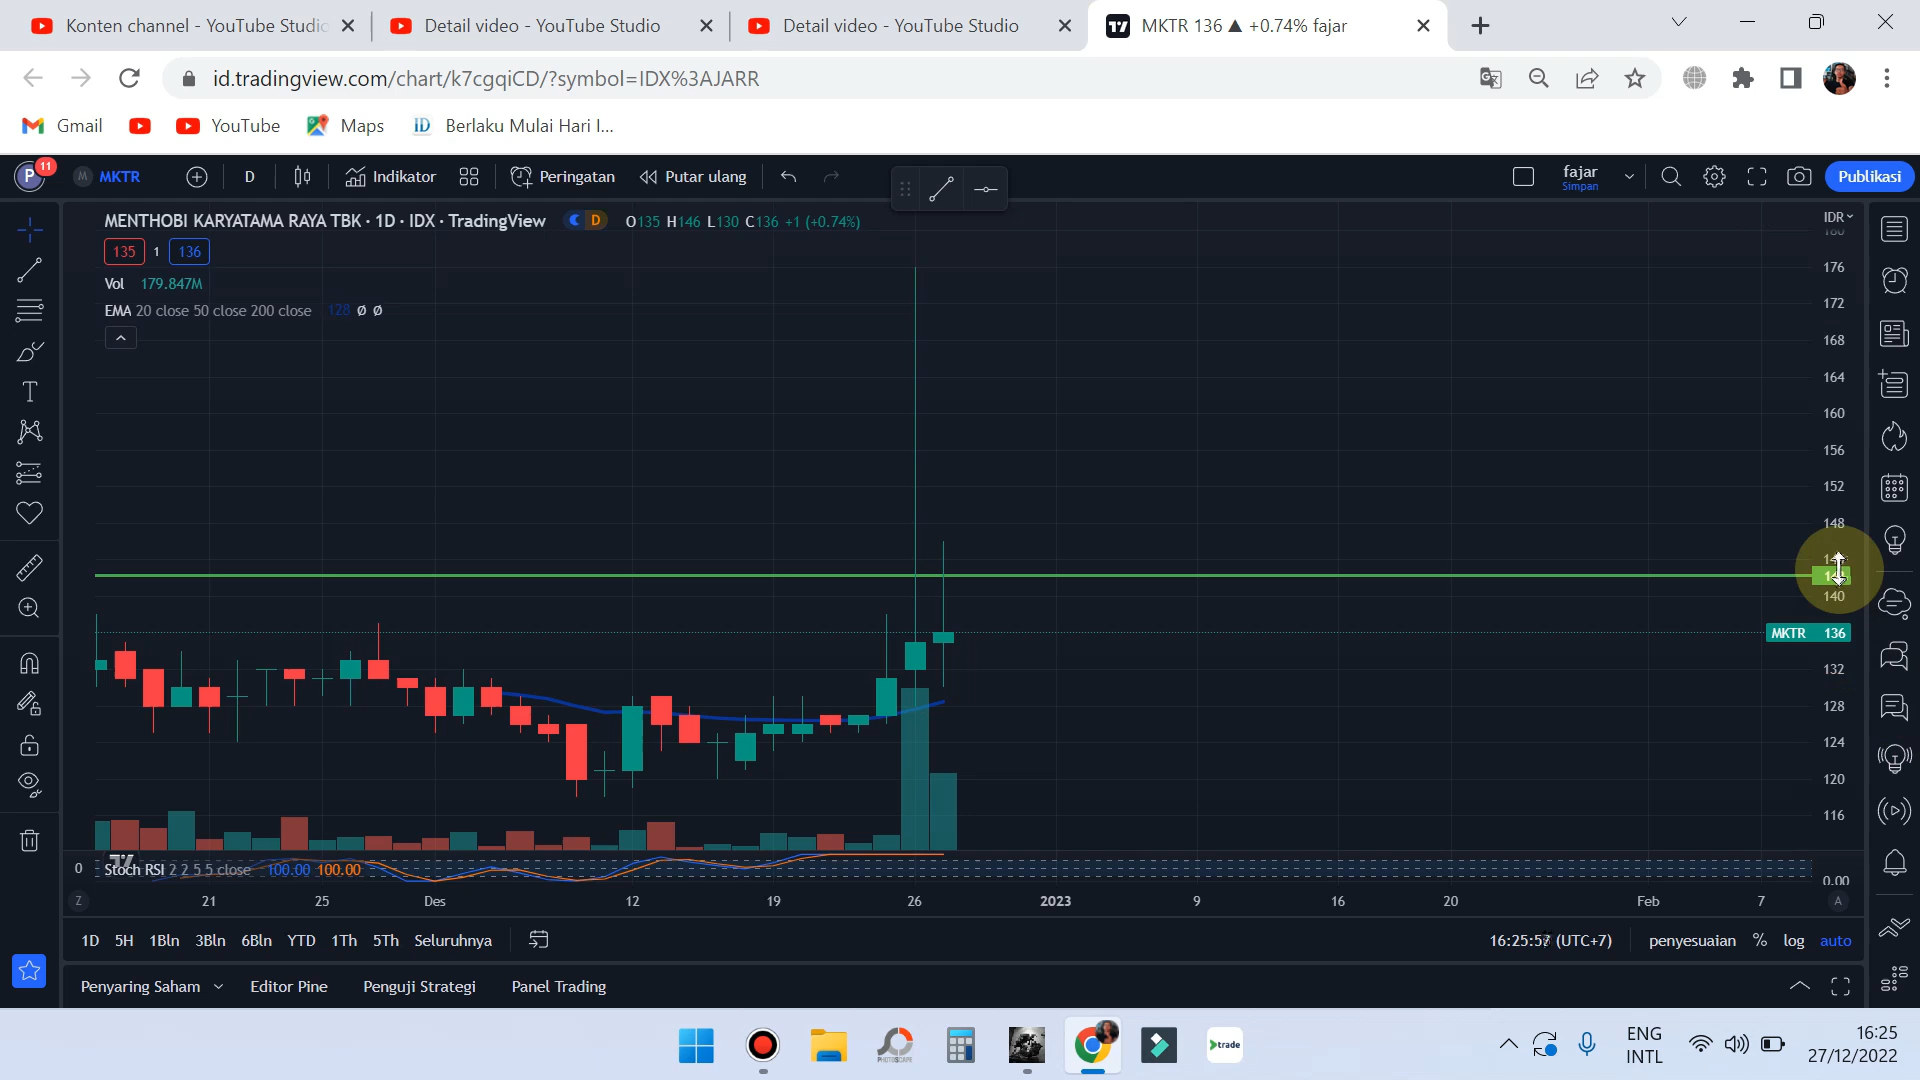 Konten channel - YouTube Studio
Detail video - YouTube Studio
Detail video - YouTube Studio
MKTR 136 ▲ +0.74% fajar
id.tradingview.com/chart/k7cgqiCD/?symbol=IDX%3AJARR
Gmail
YouTube
Maps
ID Berlaku Mulai Hari I...
P 11
M MKTR
D
Indikator
Peringatan
Putar ulang
fajar
Simpan
Publikasi
MENTHOBI KARYATAMA RAYA TBK · 1D · IDX · TradingView
D
O135 H146 L130 C136 +1 (+0.74%)
IDR
135 1 136
Vol 179.847M
EMA 20 close 50 close 200 close 128 Ø Ø
180
176
172
168
164
160
156
152
148
140
MKTR 136
132
128
124
120
116
0
Stoch RSI 2 2 5 5 close 100.00 100.00
0.00
Z 21 25 Des 12 19 26 2023 9 16 20 Feb 7 A
1D 5H 1Bln 3Bln 6Bln YTD 1Th 5Th Seluruhnya
(UTC+7) penyesuaian % log auto
Penyaring Saham
Editor Pine
Penguji Strategi
Panel Trading
PHOTOSCAPE
trade
ENG
INTL
16:25
27/12/2022